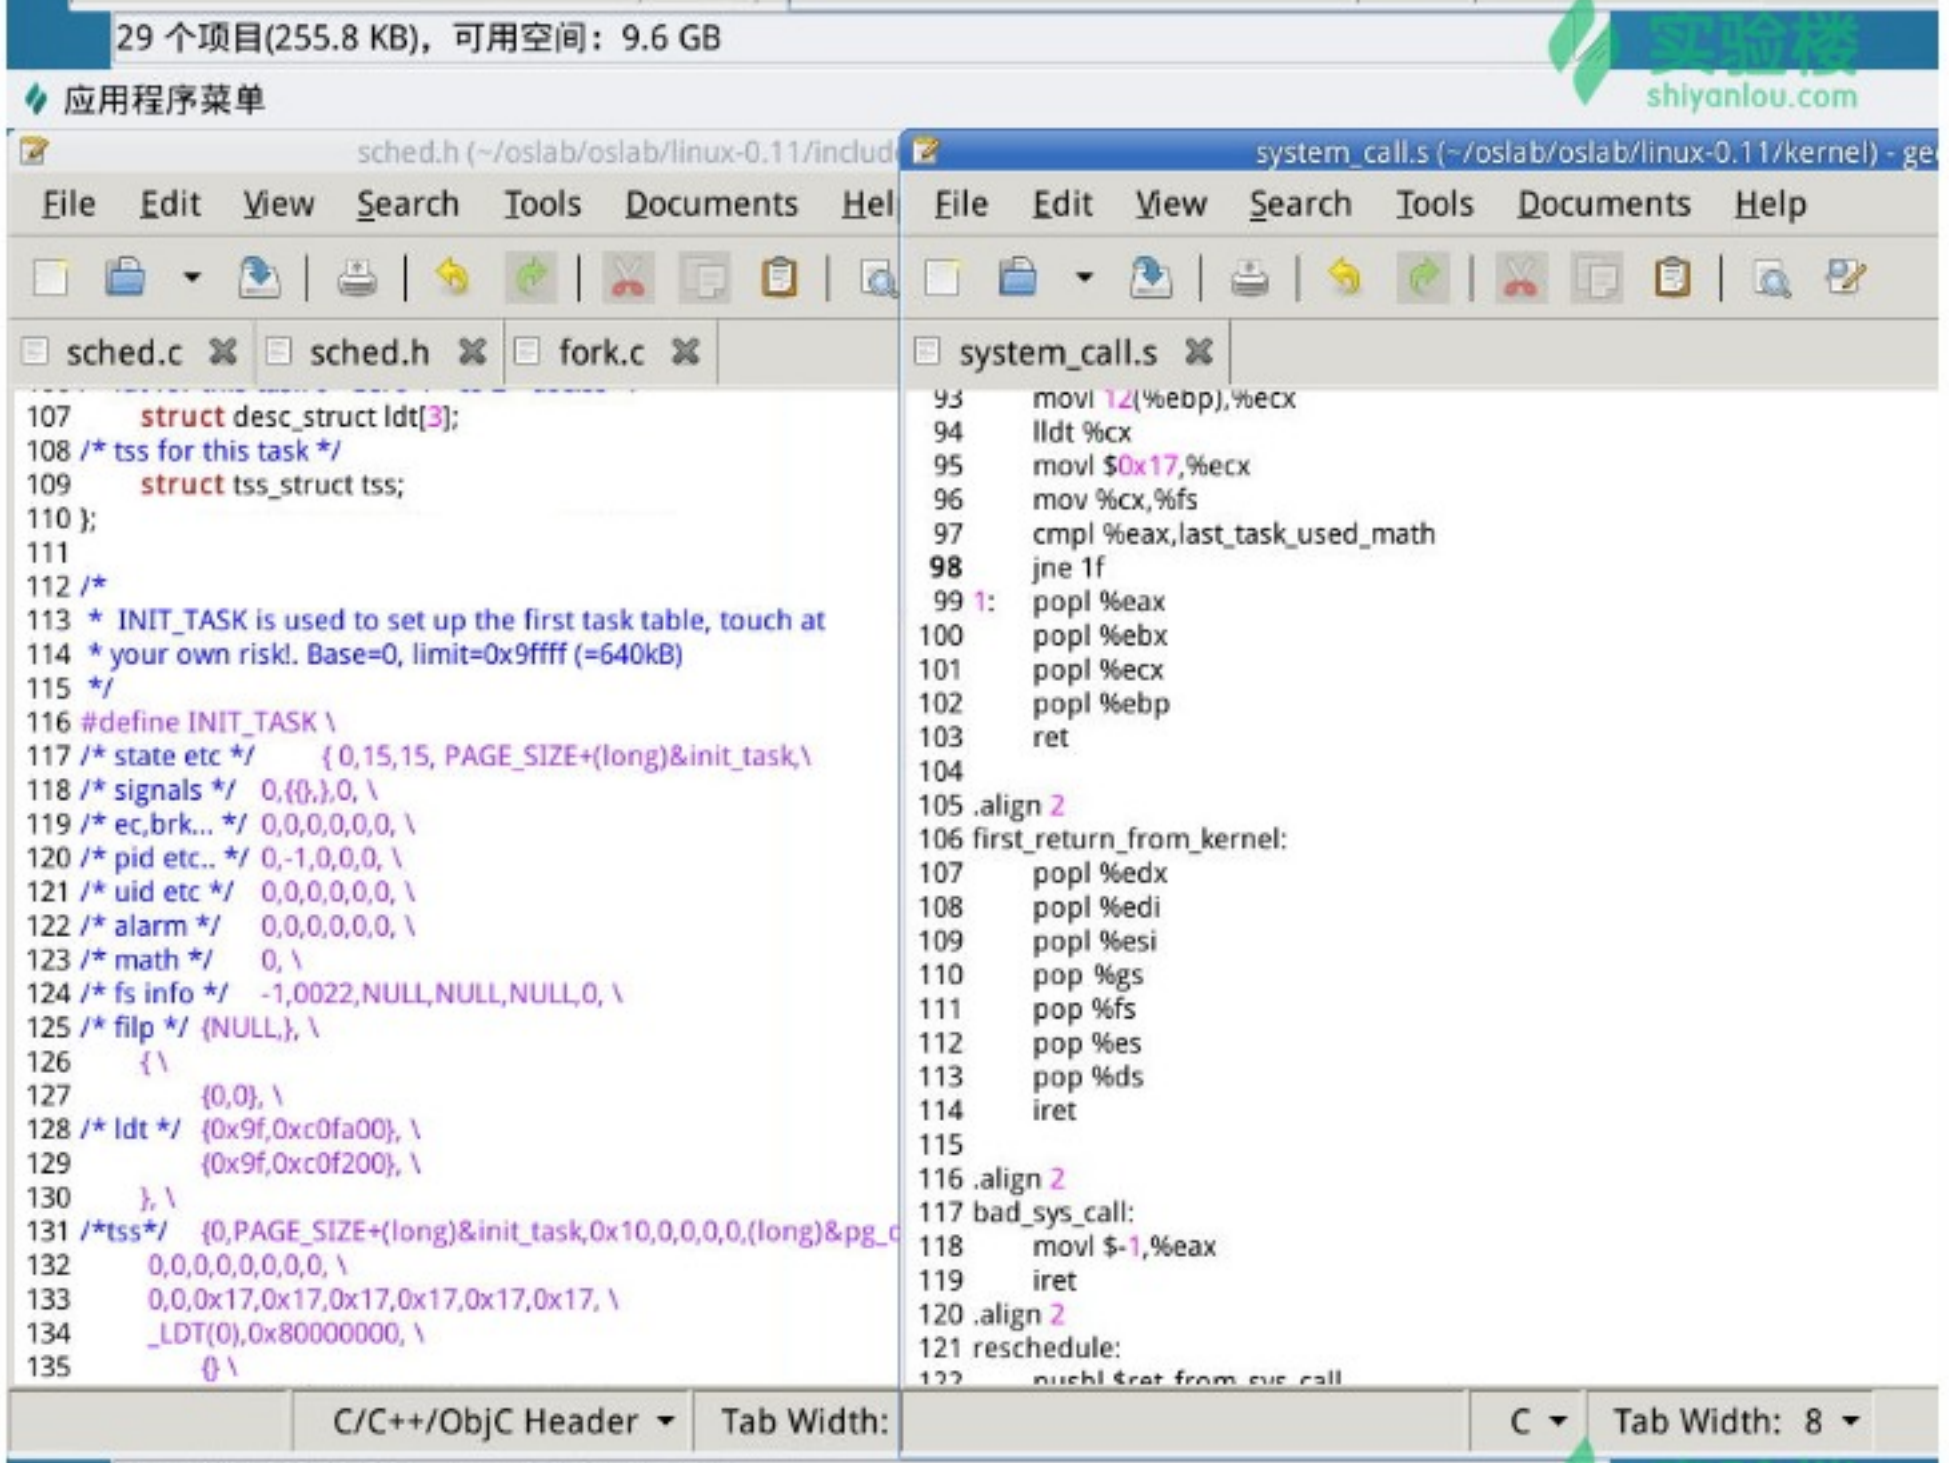 29 个项目(255.8 KB)，可用空间：9.6 GB
实验楼
shiyanlou.com
应用程序菜单
sched.h (~/oslab/oslab/linux-0.11/includ
File Edit View Search Tools Documents Hel
sched.c sched.h fork.c
107 struct desc_struct ldt[3];
108 /* tss for this task */
109 struct tss_struct tss;
110 };
111
112 /*
113 * INIT_TASK is used to set up the first task table, touch at
114 * your own risk!. Base=0, limit=0x9ffff (=640kB)
115 */
116 #define INIT_TASK \
117 /* state etc */ { 0,15,15, PAGE_SIZE+(long)&init_task,\
118 /* signals */ 0,{{},},0, \
119 /* ec,brk... */ 0,0,0,0,0,0, \
120 /* pid etc.. */ 0,-1,0,0,0, \
121 /* uid etc */ 0,0,0,0,0,0, \
122 /* alarm */ 0,0,0,0,0,0, \
123 /* math */ 0, \
124 /* fs info */ -1,0022,NULL,NULL,NULL,0, \
125 /* filp */ {NULL,}, \
126 { \
127 {0,0}, \
128 /* ldt */ {0x9f,0xc0fa00}, \
129 {0x9f,0xc0f200}, \
130 }, \
131 /*tss*/ {0,PAGE_SIZE+(long)&init_task,0x10,0,0,0,0,(long)&pg_d
132 0,0,0,0,0,0,0,0, \
133 0,0,0x17,0x17,0x17,0x17,0x17,0x17, \
134 _LDT(0),0x80000000, \
135 {} \
C/C++/ObjC Header Tab Width:
system_call.s (~/oslab/oslab/linux-0.11/kernel) - ge
File Edit View Search Tools Documents Help
system_call.s
93 movl 12(%ebp),%ecx
94 lldt %cx
95 movl $0x17,%ecx
96 mov %cx,%fs
97 cmpl %eax,last_task_used_math
98 jne 1f
99 1: popl %eax
100 popl %ebx
101 popl %ecx
102 popl %ebp
103 ret
104
105 .align 2
106 first_return_from_kernel:
107 popl %edx
108 popl %edi
109 popl %esi
110 pop %gs
111 pop %fs
112 pop %es
113 pop %ds
114 iret
115
116 .align 2
117 bad_sys_call:
118 movl $-1,%eax
119 iret
120 .align 2
121 reschedule:
122 pushl $ret_from_sys_call
C Tab Width: 8